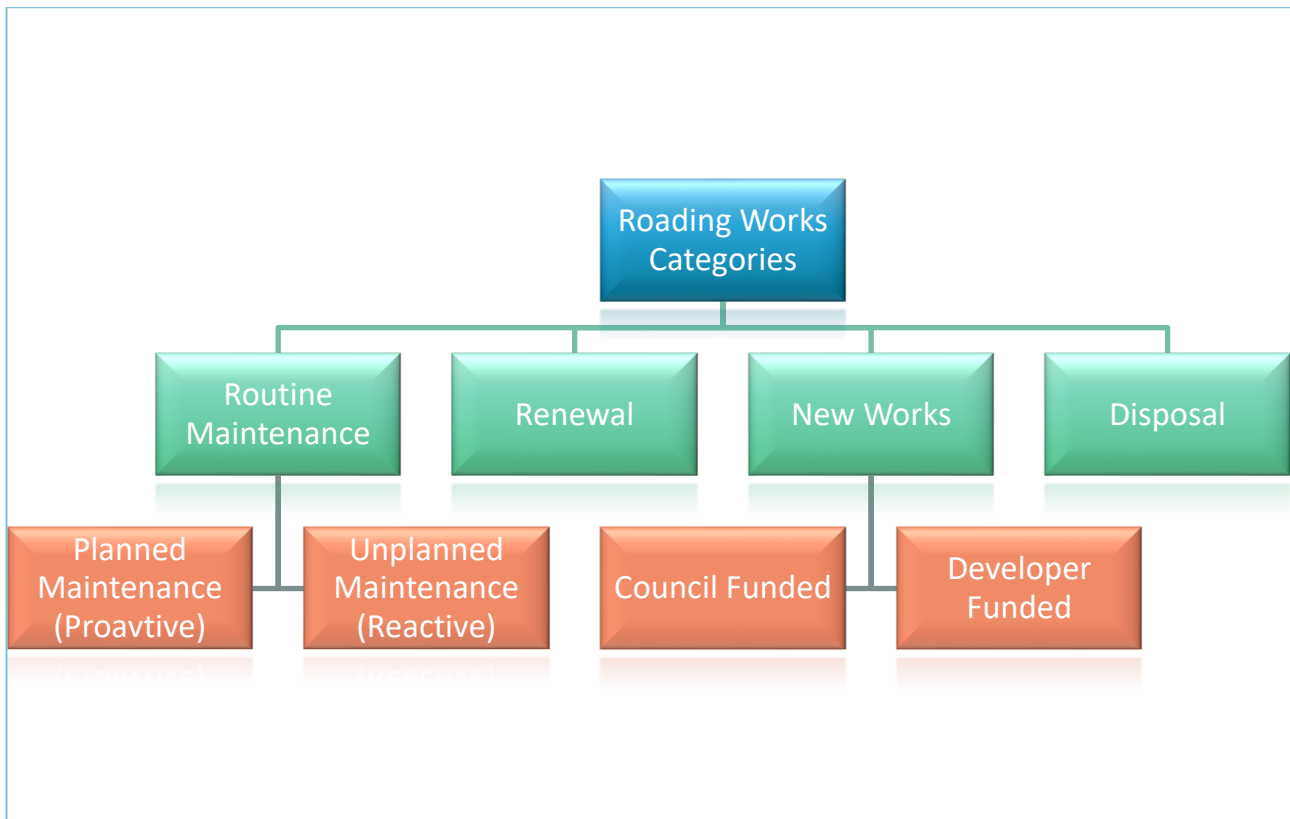 Roading Works
Categories
Routine
Maintenance
Renewal
New Works
Disposal
Planned
Maintenance
(Proavtive)
Unplanned
Maintenance
(Reactive)
Council Funded
Developer
Funded